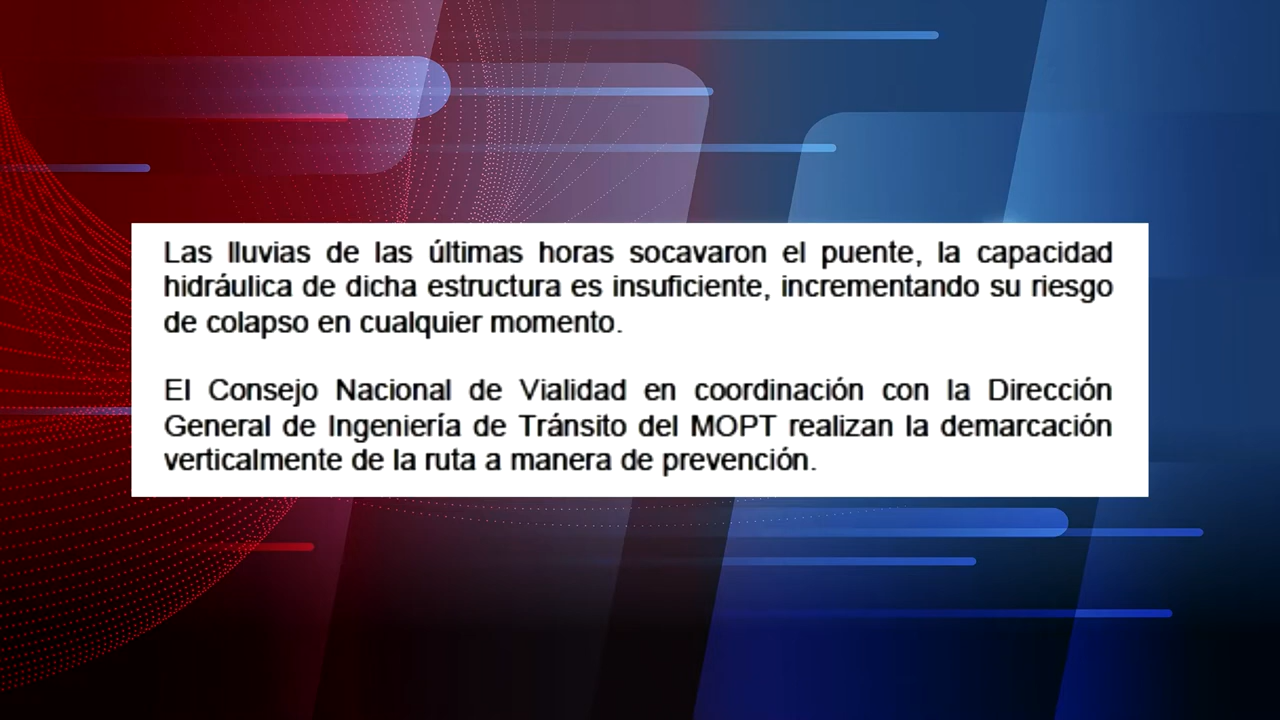 Las lluvias de las últimas horas socavaron el puente, la capacidad
hidráulica de dicha estructura es insuficiente, incrementando su riesgo
de colapso en cualquier momento.
El Consejo Nacional de Vialidad en coordinación con la Dirección
General de Ingeniería de Tránsito del MOPT realizan la demarcación
verticalmente de la ruta a manera de prevención.